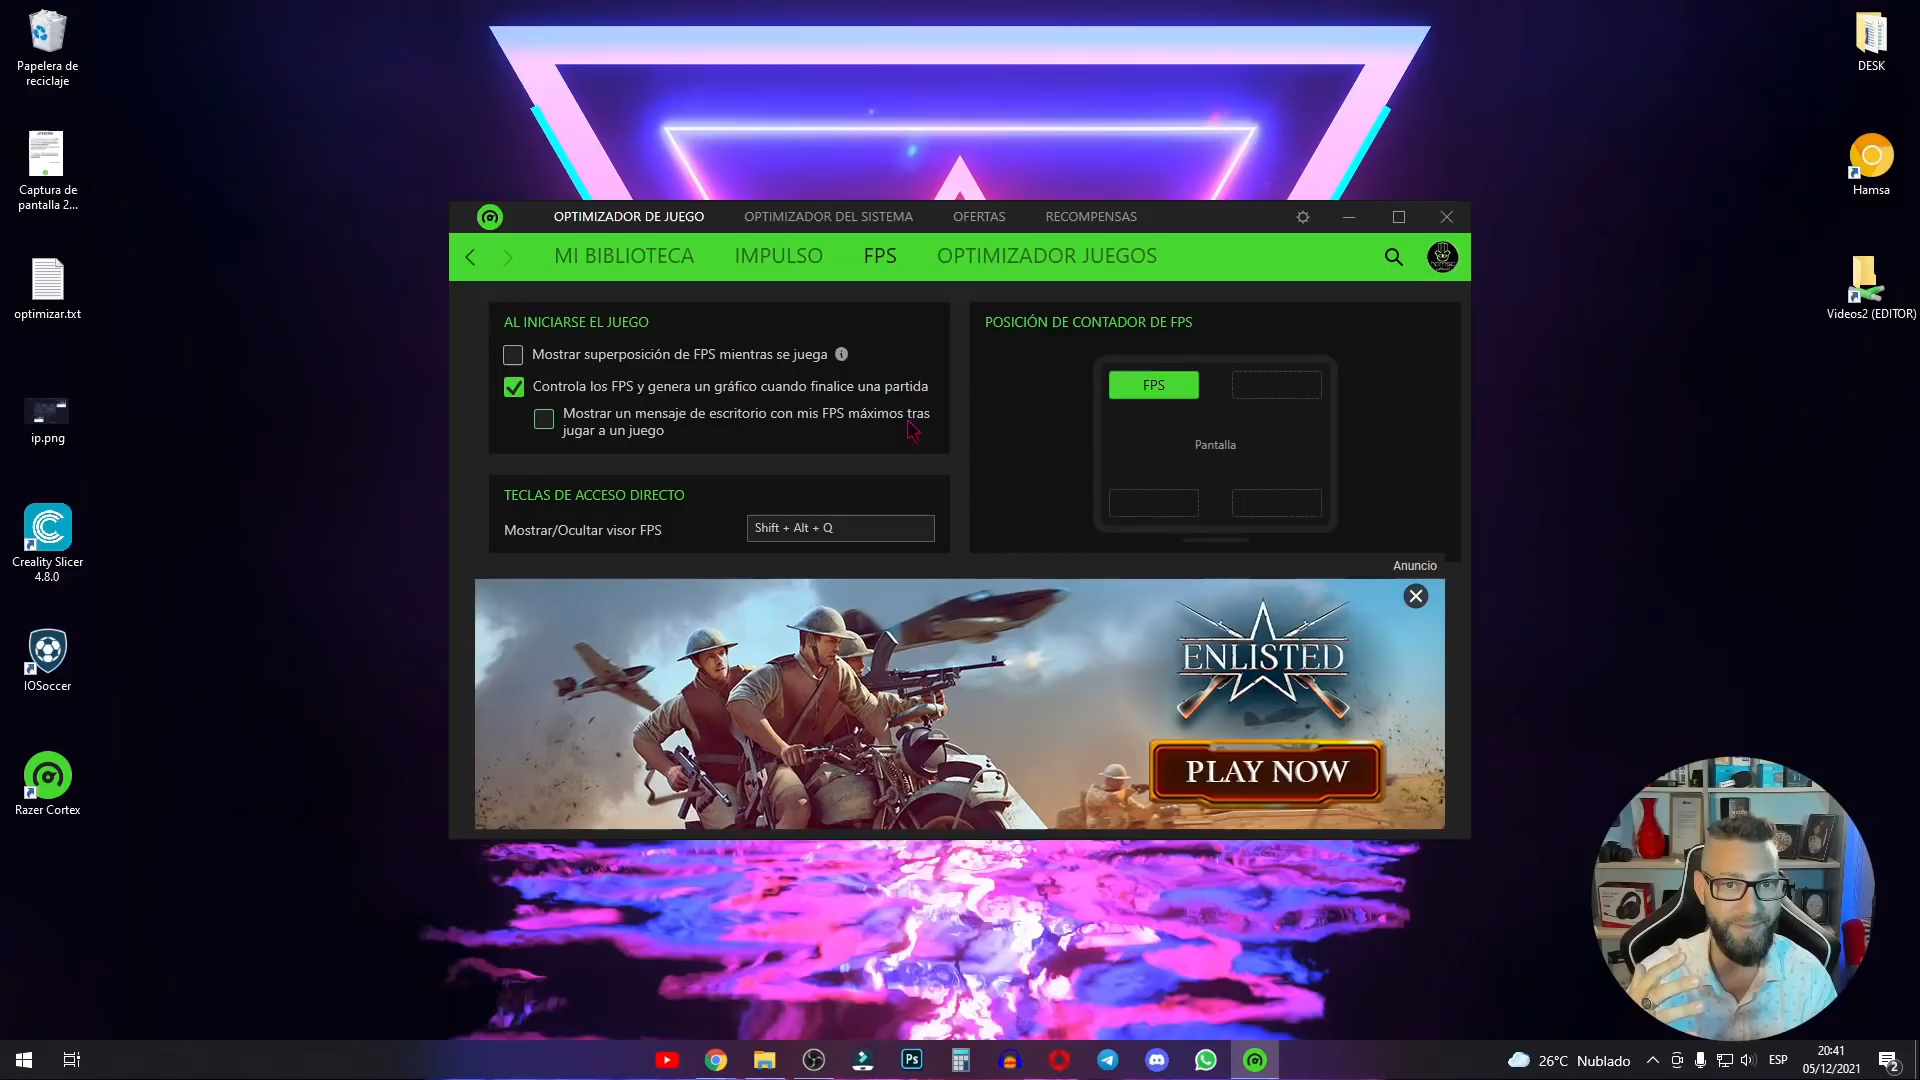 Papelera de
reciclaje
Captura de
pantalla 2...
optimizar.txt
ip.png
Creality Slicer
4.8.0
IOSoccer
Razer Cortex
DESK
Hamsa
Videos2 (EDITOR)
OPTIMIZADOR DE JUEGO
OPTIMIZADOR DEL SISTEMA
OFERTAS
RECOMPENSAS
MI BIBLIOTECA
IMPULSO
FPS
OPTIMIZADOR JUEGOS
AL INICIARSE EL JUEGO
Mostrar superposición de FPS mientras se juega
Controla los FPS y genera un gráfico cuando finalice una partida
Mostrar un mensaje de escritorio con mis FPS máximos tras
jugar a un juego
TECLAS DE ACCESO DIRECTO
Mostrar/Ocultar visor FPS
Shift + Alt + Q
POSICIÓN DE CONTADOR DE FPS
FPS
Pantalla
Anuncio
ENLISTED
PLAY NOW
Ps
26°C Nublado
ESP
20:41
05/12/2021
2